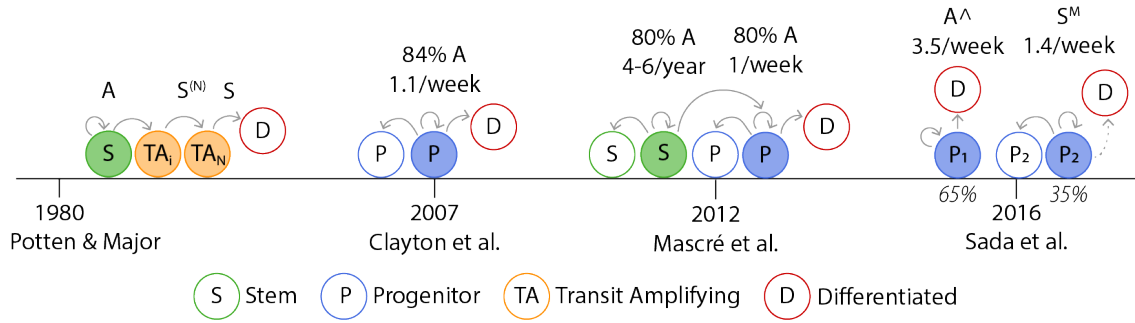 A S⁽ᴺ⁾ S
S TAᵢ TA_N D
1980
Potten & Major
84% A
1.1/week
P P D
2007
Clayton et al.
80% A
4-6/year
80% A
1/week
S S P P D
2012
Mascré et al.
A^
3.5/week
Sᴹ
1.4/week
D D
P₁ P₂ P₂
65% 35%
2016
Sada et al.
S Stem P Progenitor TA Transit Amplifying D Differentiated